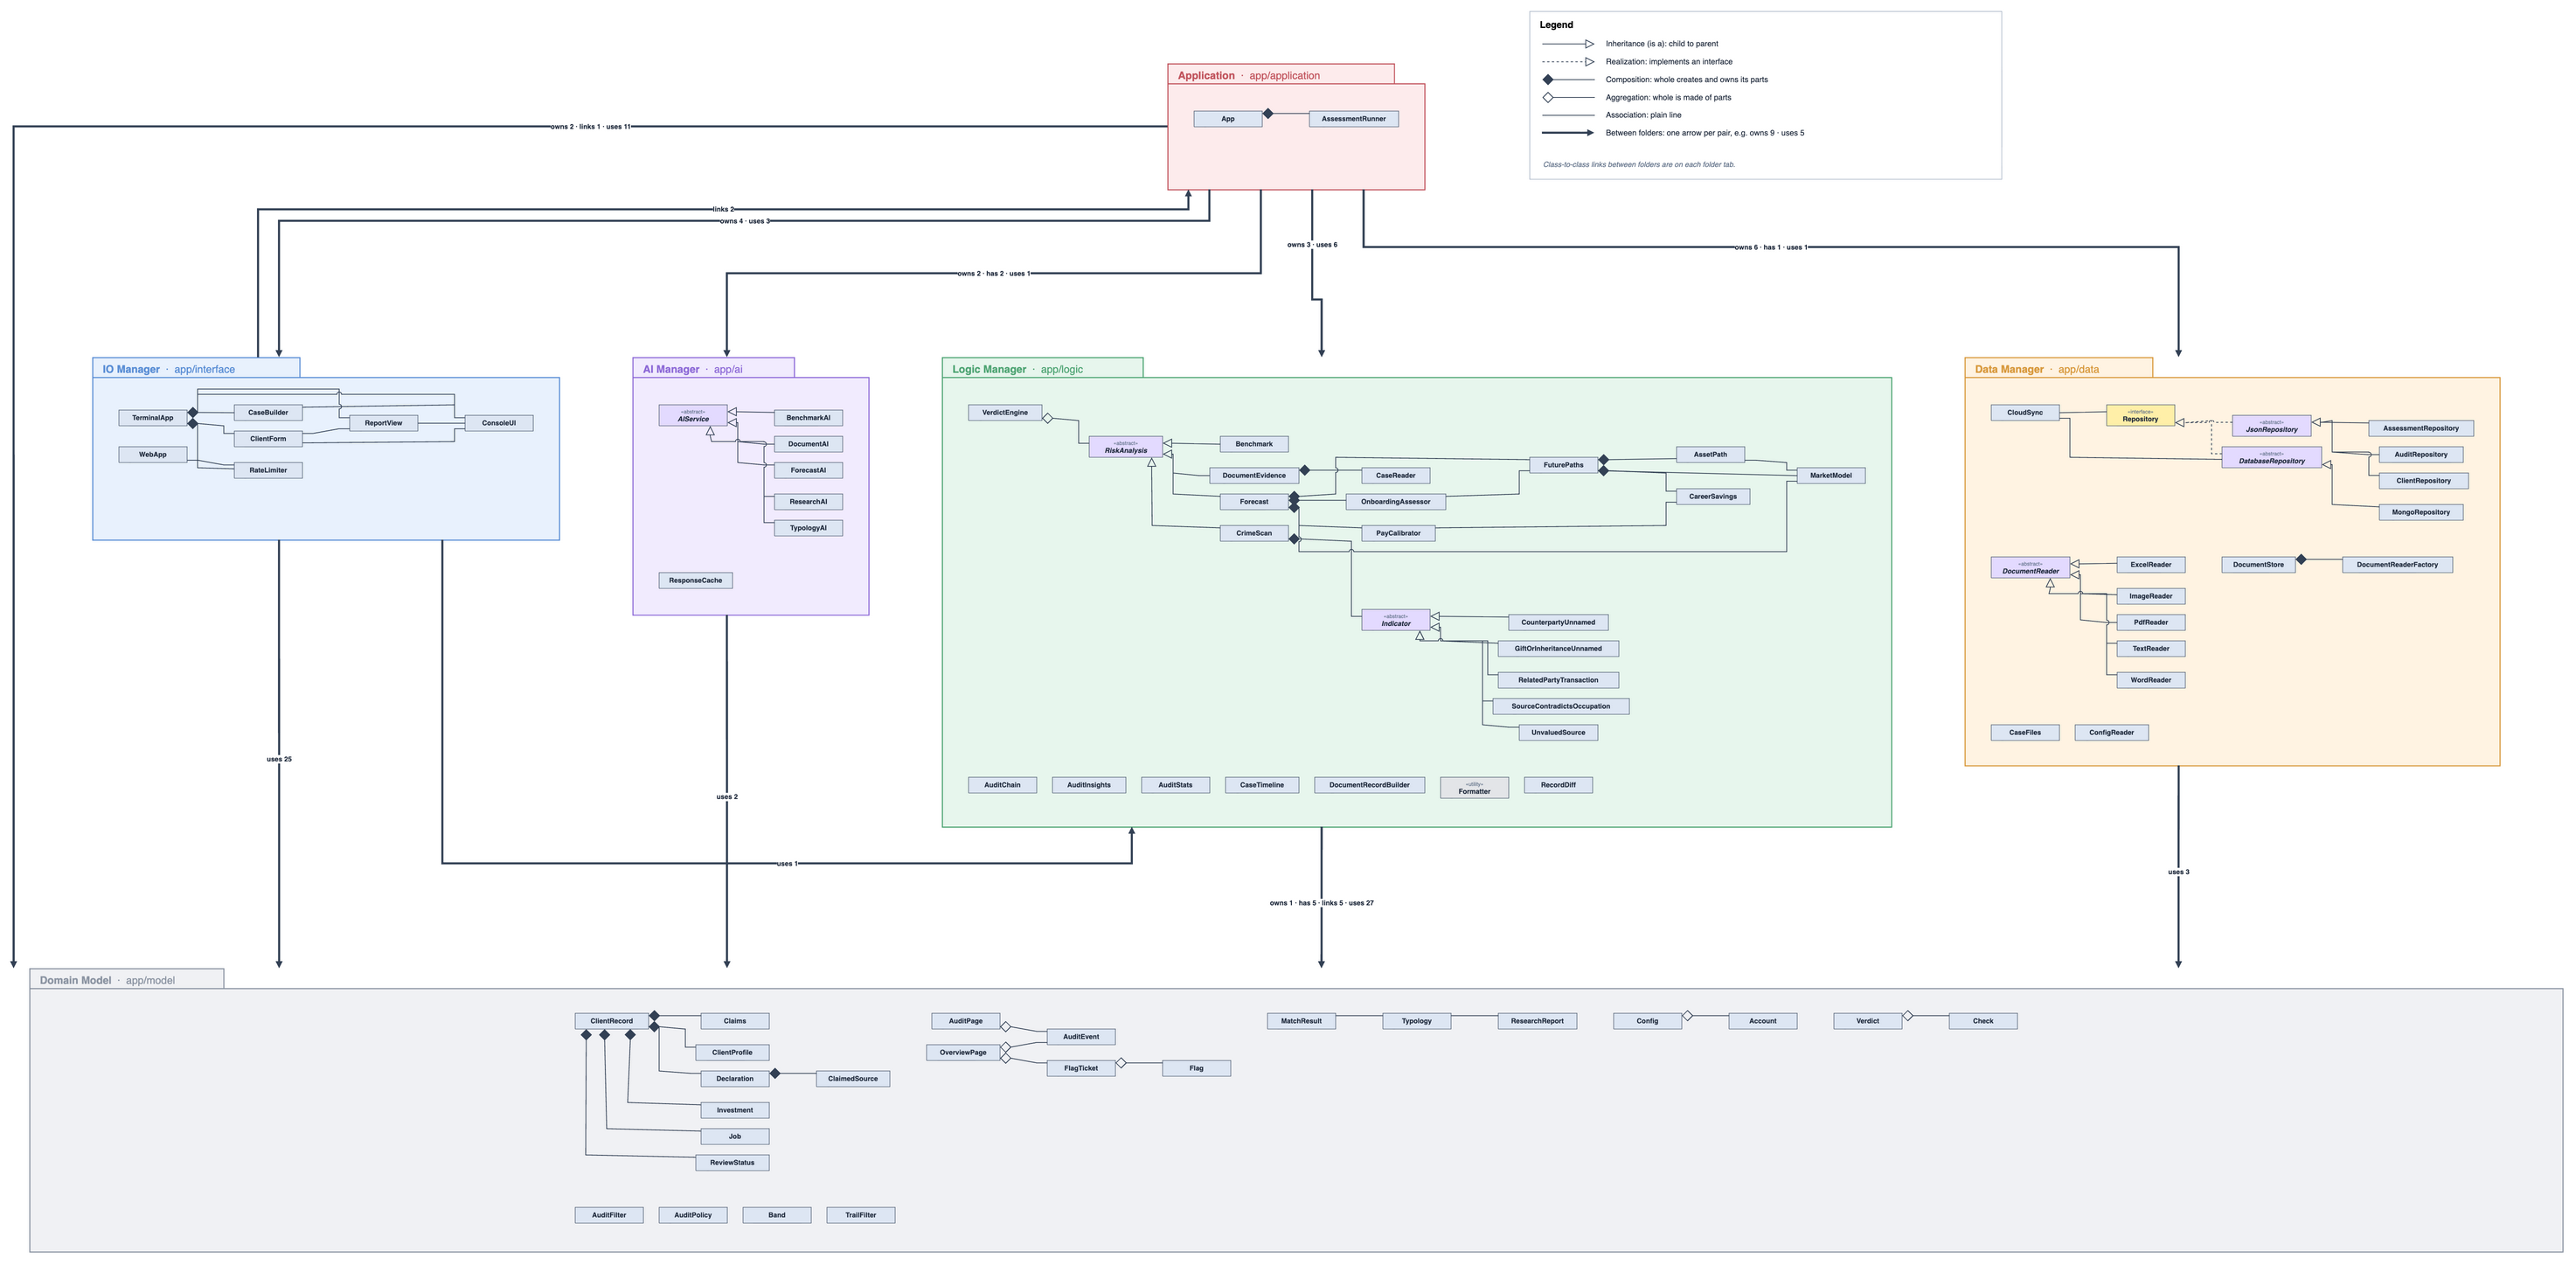 Legend
Inheritance (is a): child to parent
Realization: implements an interface
Composition: whole creates and owns its parts
Aggregation: whole is made of parts
Association: plain line
Between folders: one arrow per pair, e.g. owns 9 · uses 5
Class-to-class links between folders are on each folder tab.
Application · app/application
App
AssessmentRunner
owns 2 · links 1 · uses 11
links 2
owns 4 · uses 3
owns 3 · uses 6
owns 6 · has 1 · uses 1
owns 2 · has 2 · uses 1
IO Manager · app/interface
TerminalApp
CaseBuilder
ReportView
ConsoleUI
ClientForm
WebApp
RateLimiter
AI Manager · app/ai
«abstract»
AIService
BenchmarkAI
DocumentAI
ForecastAI
ResearchAI
TypologyAI
ResponseCache
Logic Manager · app/logic
VerdictEngine
«abstract»
RiskAnalysis
Benchmark
DocumentEvidence
CaseReader
Forecast
OnboardingAssessor
CrimeScan
PayCalibrator
FuturePaths
AssetPath
MarketModel
CareerSavings
«abstract»
Indicator
CounterpartyUnnamed
GiftOrInheritanceUnnamed
RelatedPartyTransaction
SourceContradictsOccupation
UnvaluedSource
AuditChain
AuditInsights
AuditStats
CaseTimeline
DocumentRecordBuilder
«utility»
Formatter
RecordDiff
Data Manager · app/data
CloudSync
«interface»
Repository
«abstract»
JsonRepository
AssessmentRepository
«abstract»
DatabaseRepository
AuditRepository
ClientRepository
MongoRepository
«abstract»
DocumentReader
ExcelReader
ImageReader
PdfReader
TextReader
WordReader
DocumentStore
DocumentReaderFactory
CaseFiles
ConfigReader
uses 25
uses 2
uses 1
owns 1 · has 5 · links 5 · uses 27
uses 3
Domain Model · app/model
ClientRecord
Claims
ClientProfile
Declaration
ClaimedSource
Investment
Job
ReviewStatus
AuditPage
AuditEvent
OverviewPage
FlagTicket
Flag
MatchResult
Typology
ResearchReport
Config
Account
Verdict
Check
AuditFilter
AuditPolicy
Band
TrailFilter